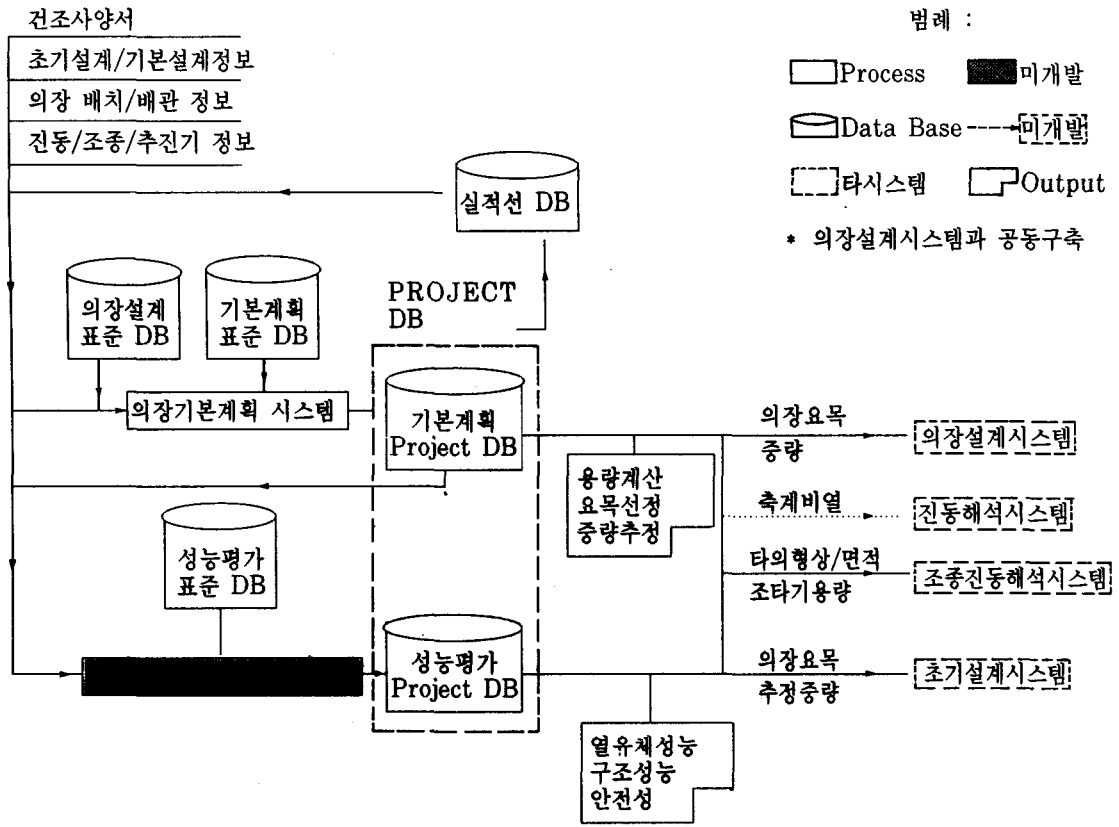 건조사양서
초기설계/기본설계정보
의장 배치/배관 정보
진동/조종/추진기 정보
범례 :
Process
미개발
Data Base
미개발
타시스템
Output
* 의장설계시스템과 공동구축
실적선 DB
의장설계
표준 DB
기본계획
표준 DB
PROJECT
DB
의장기본계획 시스템
기본계획
Project DB
용량계산
요목선정
중량추정
의장요목
중량
의장설계시스템
축계비열
진동해석시스템
타의형상/면적
조타기용량
조종진동해석시스템
성능평가
표준 DB
성능평가
Project DB
의장요목
추정중량
초기설계시스템
열유체성능
구조성능
안전성